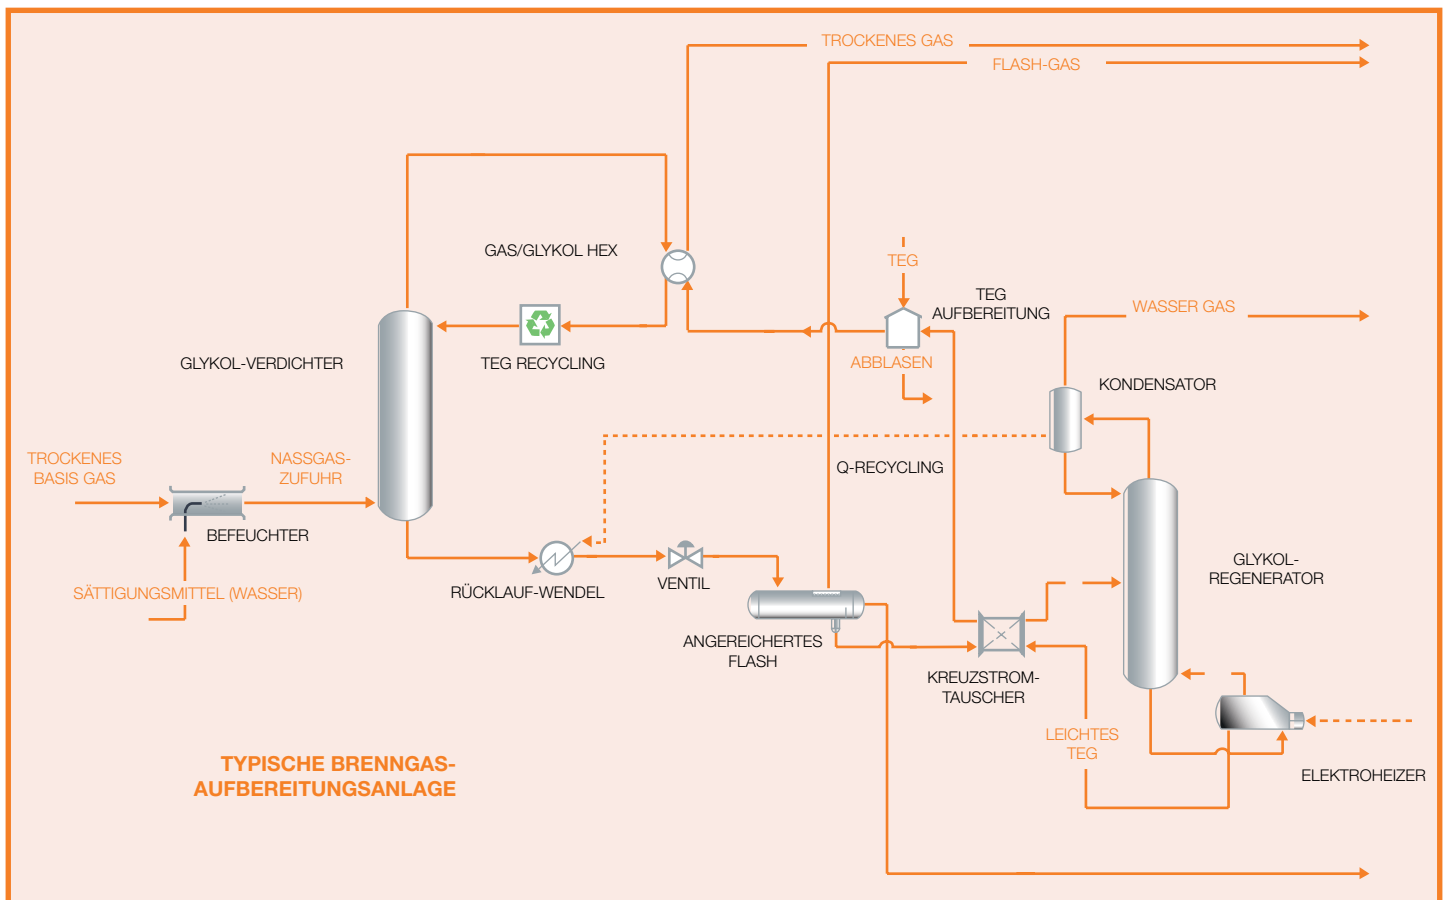 TROCKENES GAS
FLASH-GAS
GAS/GLYKOL HEX
TEG
TEG
AUFBEREITUNG
WASSER GAS
GLYKOL-VERDICHTER
TEG RECYCLING
ABBLASEN
KONDENSATOR
TROCKENES
BASIS GAS
NASSGAS-
ZUFUHR
Q-RECYCLING
BEFEUCHTER
SÄTTIGUNGSMITTEL (WASSER)
RÜCKLAUF-WENDEL
VENTIL
GLYKOL-
REGENERATOR
ANGEREICHERTES
FLASH
KREUZSTROM-
TAUSCHER
LEICHTES
TEG
ELEKTROHEIZER
TYPISCHE BRENNGAS-
AUFBEREITUNGSANLAGE